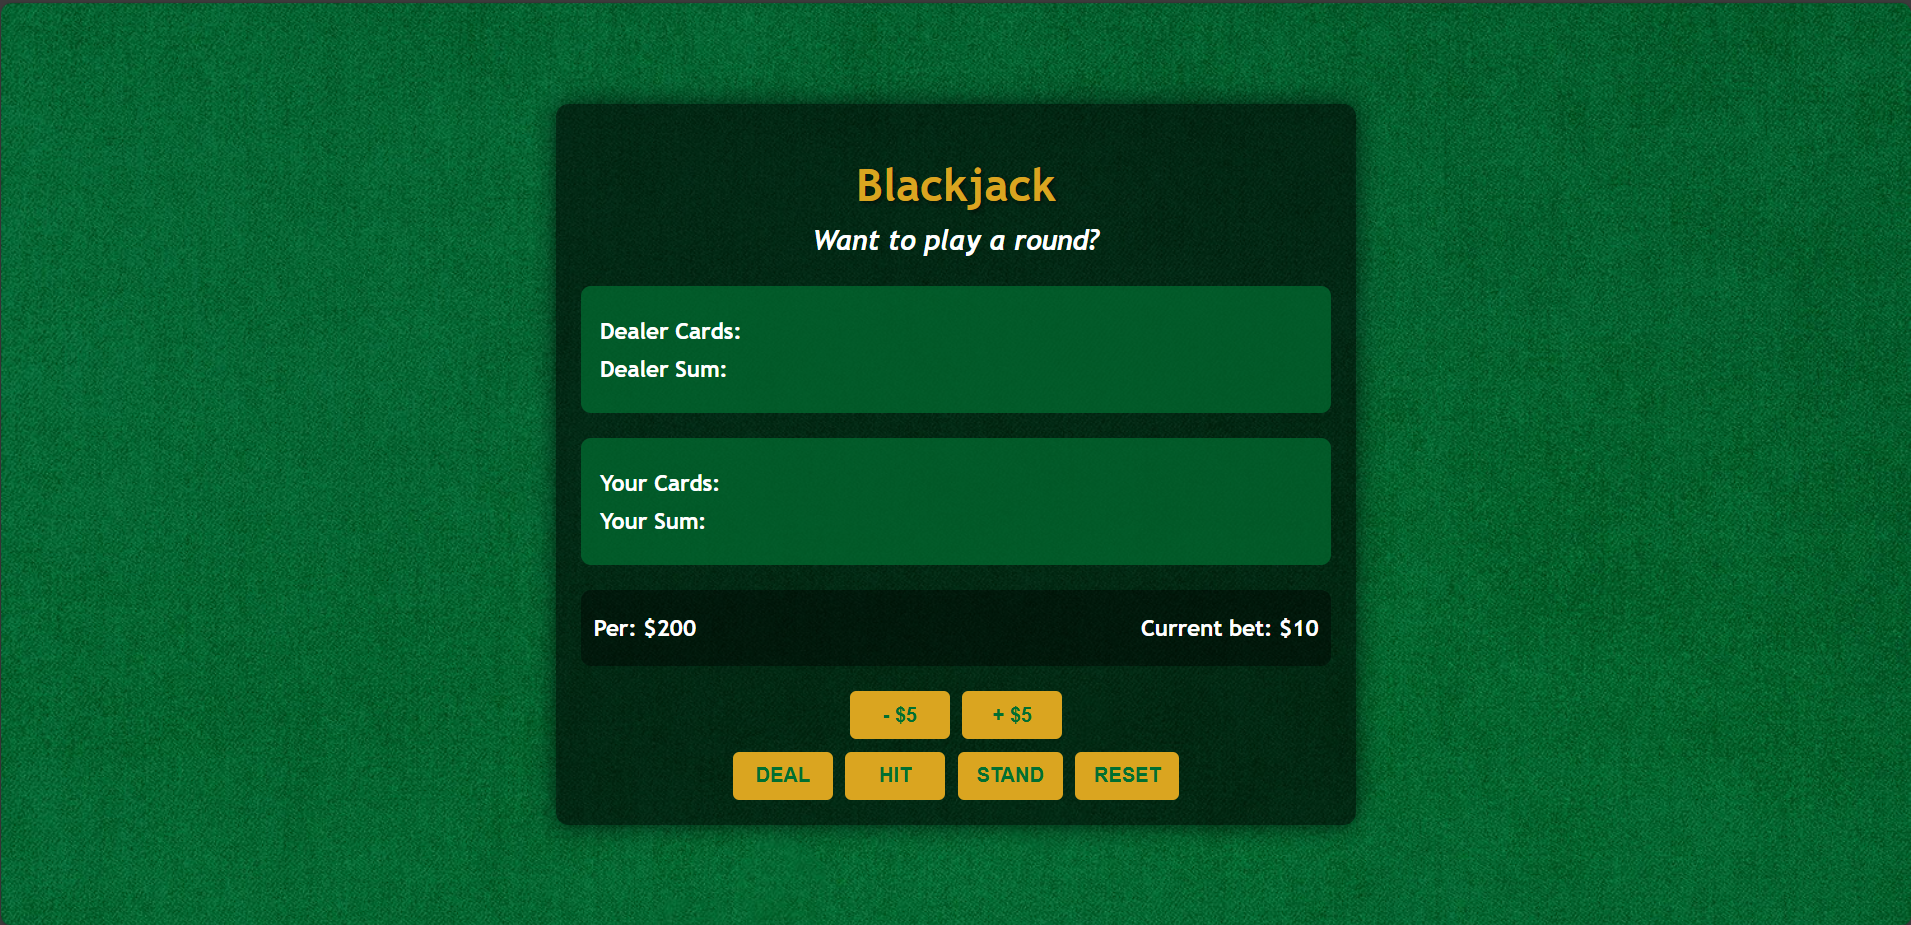 Blackjack
Want to play a round?
Dealer Cards:
Dealer Sum:
Your Cards:
Your Sum:
Per: $200 Current bet: $10
- $5 + $5
DEAL HIT STAND RESET